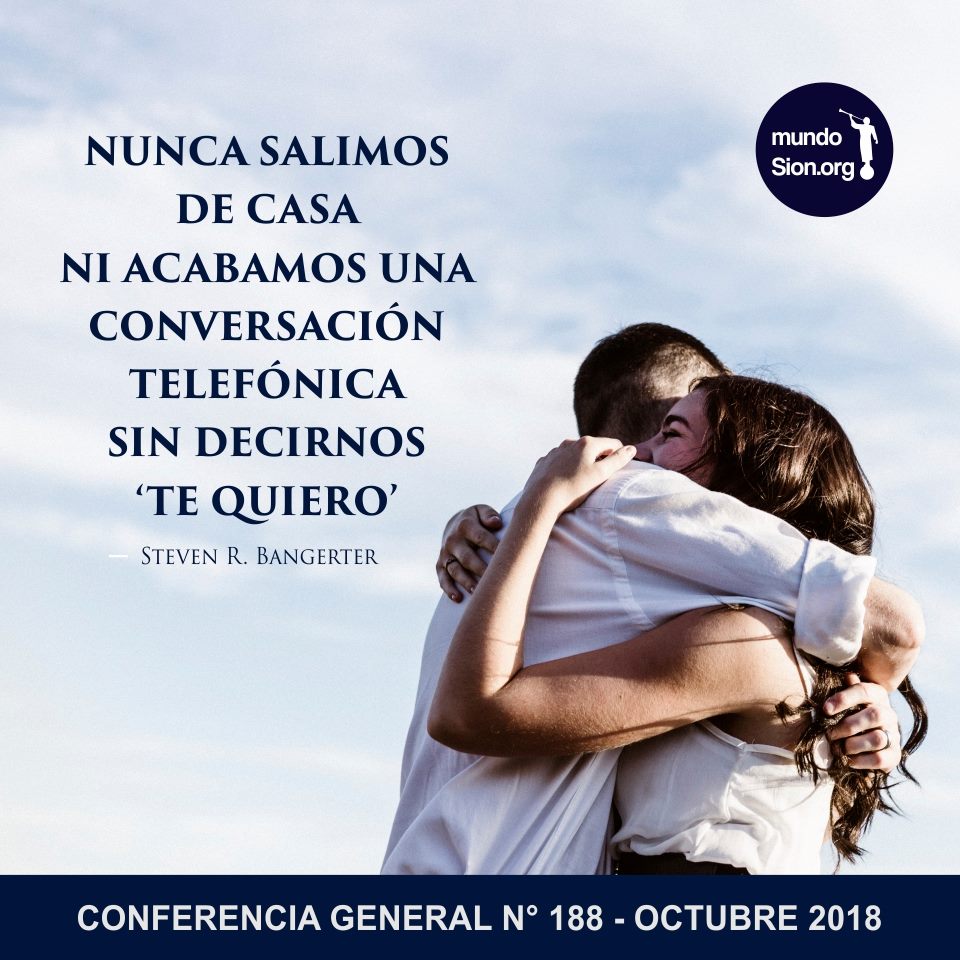 NUNCA SALIMOS
DE CASA
NI ACABAMOS UNA
CONVERSACIÓN
TELEFÓNICA
SIN DECIRNOS
‘TE QUIERO’
— STEVEN R. BANGERTER
mundo
Sion.org
CONFERENCIA GENERAL N° 188 - OCTUBRE 2018